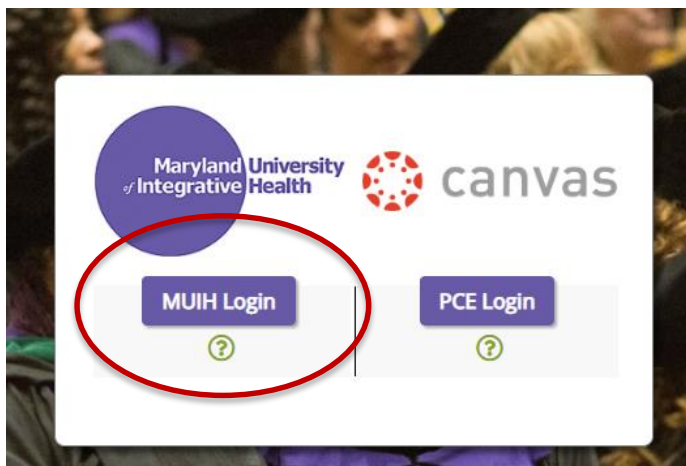 Maryland University
of Integrative Health
canvas
MUIH Login
PCE Login
?
?